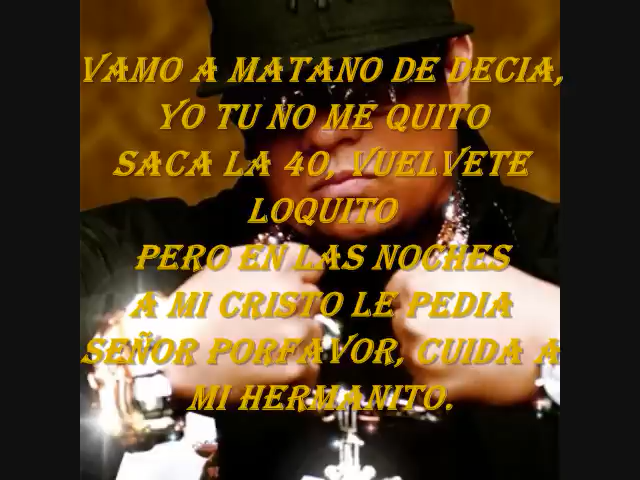 VAMO A MATANO DE DECIA,
YO TU NO ME QUITO
SACA LA 40, VUELVETE
LOQUITO
PERO EN LAS NOCHES
A MI CRISTO LE PEDIA
SEÑOR PORFAVOR, CUIDA A
MI HERMANITO.